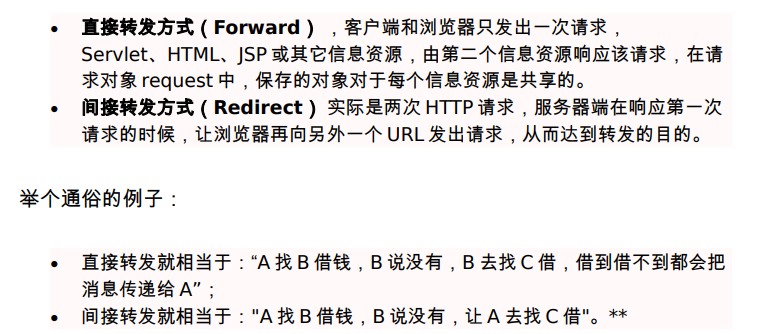 • 直接转发方式（Forward），客户端和浏览器只发出一次请求，
Servlet、HTML、JSP 或其它信息资源，由第二个信息资源响应该请求，在请
求对象 request 中，保存的对象对于每个信息资源是共享的。
• 间接转发方式（Redirect）实际是两次 HTTP 请求，服务器端在响应第一次
请求的时候，让浏览器再向另外一个 URL 发出请求，从而达到转发的目的。
举个通俗的例子：
• 直接转发就相当于：“A 找 B 借钱，B 说没有，B 去找 C 借，借到借不到都会把
消息传递给 A”；
• 间接转发就相当于："A 找 B 借钱，B 说没有，让 A 去找 C 借"。**